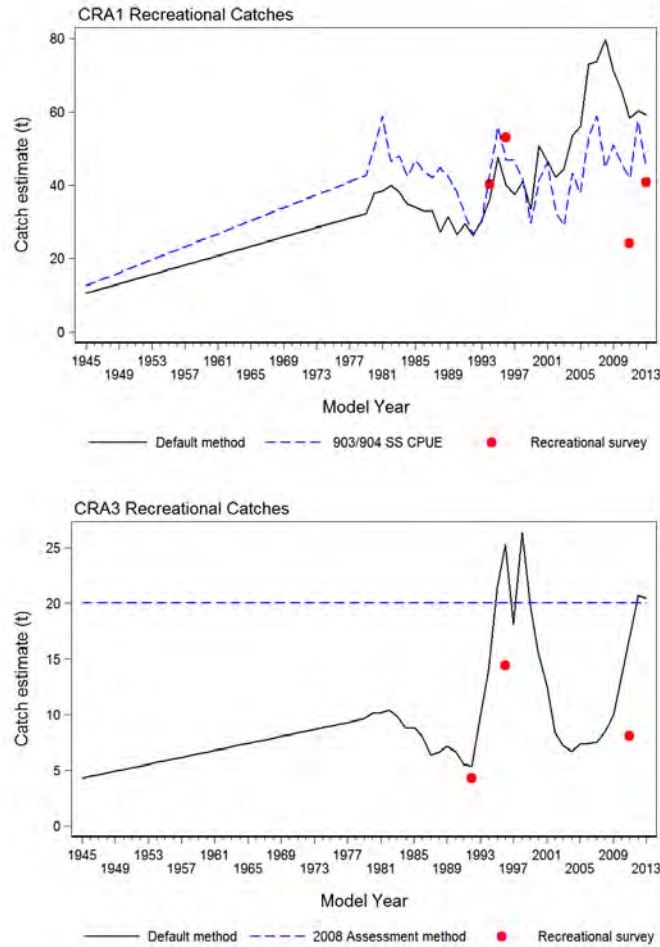 CRA1 Recreational Catches
80
60
40
20
0
Catch estimate (t)
1945 1953 1961 1969 1977 1985 1993 2001 2009
1949 1957 1965 1973 1981 1989 1997 2005 2013
Model Year
Default method 903/904 SS CPUE Recreational survey
CRA3 Recreational Catches
25
20
15
10
5
0
Catch estimate (t)
1945 1953 1961 1969 1977 1985 1993 2001 2009
1949 1957 1965 1973 1981 1989 1997 2005 2013
Model Year
Default method 2008 Assessment method Recreational survey